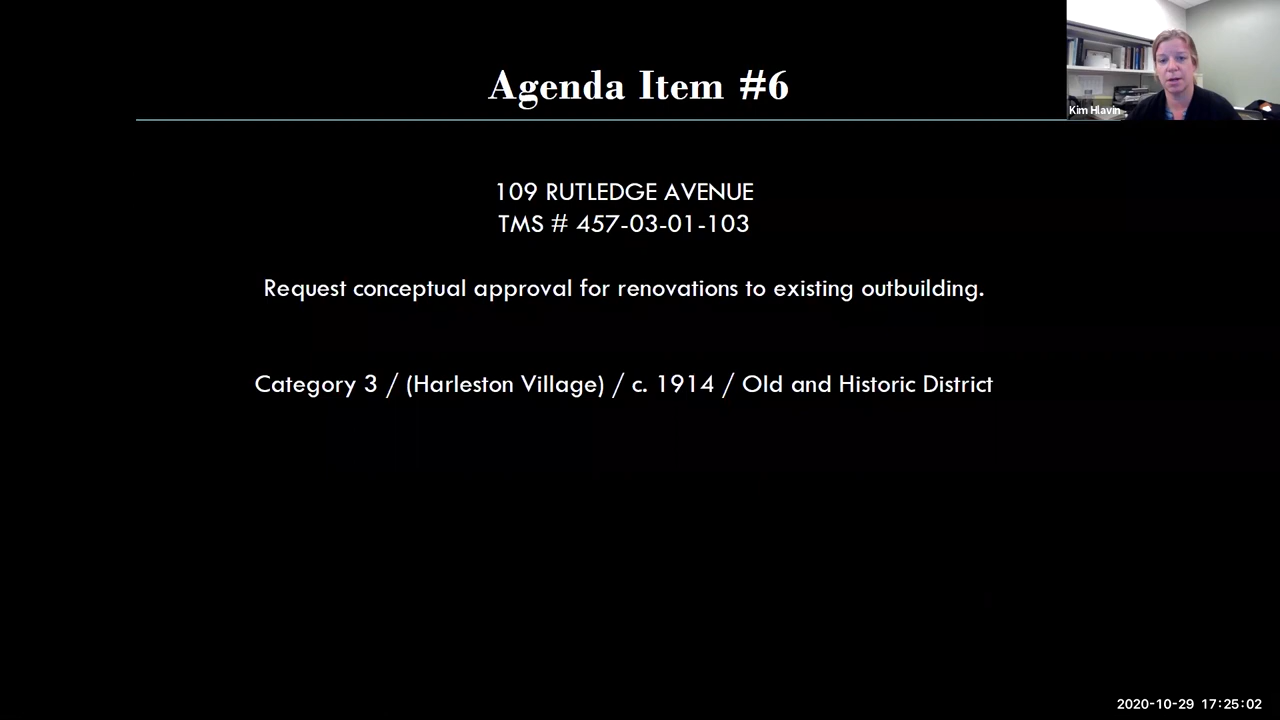 Agenda Item #6
Kim Hlavin
109 RUTLEDGE AVENUE
TMS # 457-03-01-103
Request conceptual approval for renovations to existing outbuilding.
Category 3 / (Harleston Village) / c. 1914 / Old and Historic District
2020-10-29 17:25:02